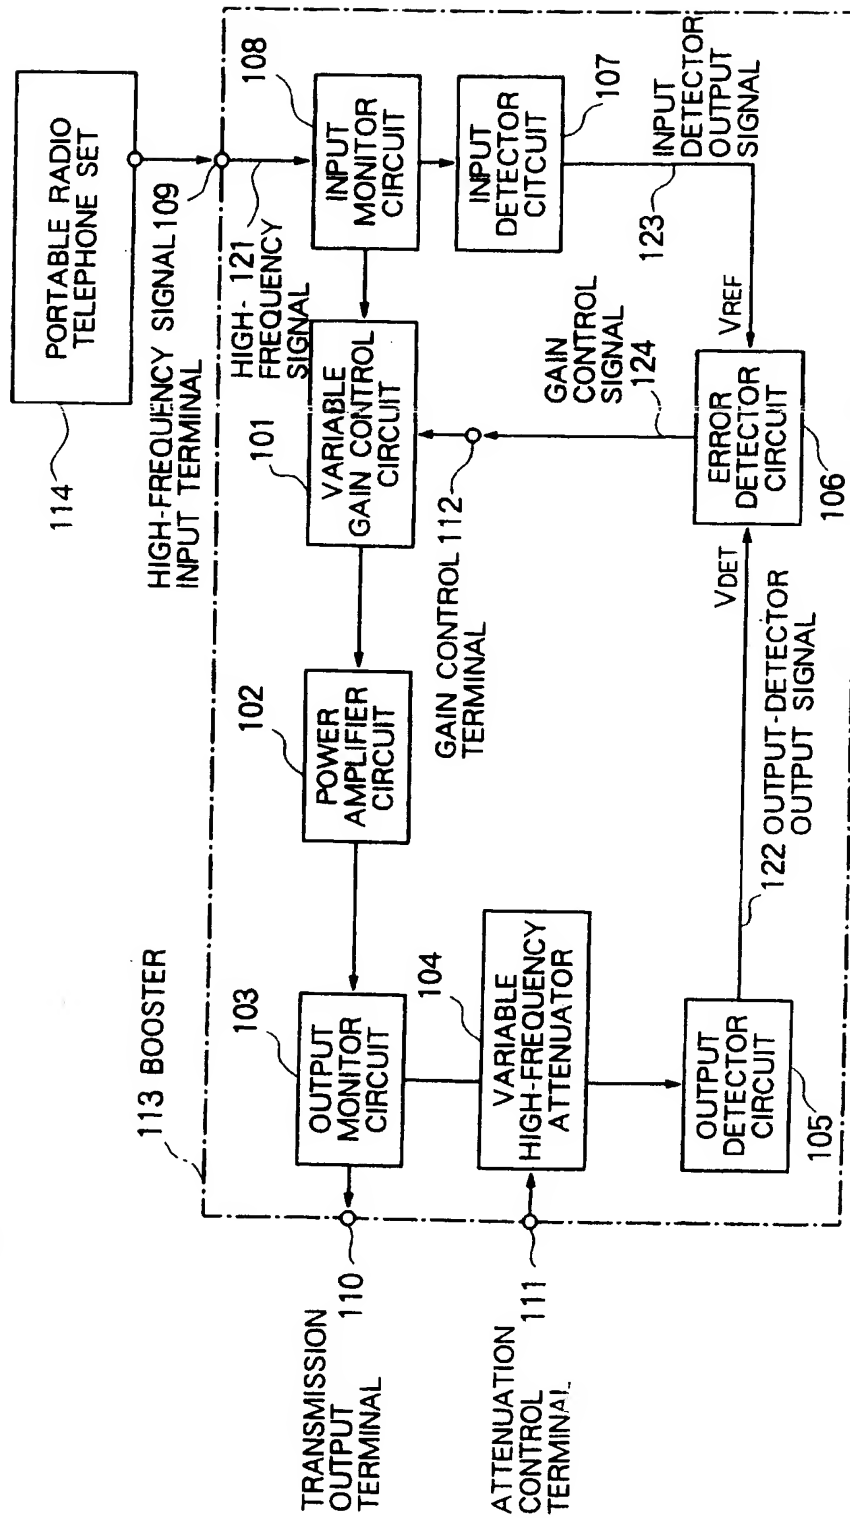 114
PORTABLE RADIO
TELEPHONE SET
HIGH-FREQUENCY SIGNAL 109
INPUT TERMINAL
113 BOOSTER
HIGH- 121
FREQUENCY
SIGNAL
108
INPUT
MONITOR
CIRCUIT
101
VARIABLE
GAIN CONTROL
CIRCUIT
102
POWER
AMPLIFIER
CIRCUIT
103
OUTPUT
MONITOR
CIRCUIT
TRANSMISSION
OUTPUT
TERMINAL
110
107
INPUT
DETECTOR
CITCUIT
GAIN CONTROL 112
TERMINAL
104
VARIABLE
HIGH-FREQUENCY
ATTENUATOR
ATTENUATION
CONTROL
TERMINAL
111
GAIN
CONTROL
SIGNAL
124
123
INPUT
DETECTOR
OUTPUT
SIGNAL
VREF
ERROR
DETECTOR
CIRCUIT
106
VDET
122 OUTPUT-DETECTOR
OUTPUT SIGNAL
OUTPUT
DETECTOR
CIRCUIT
105